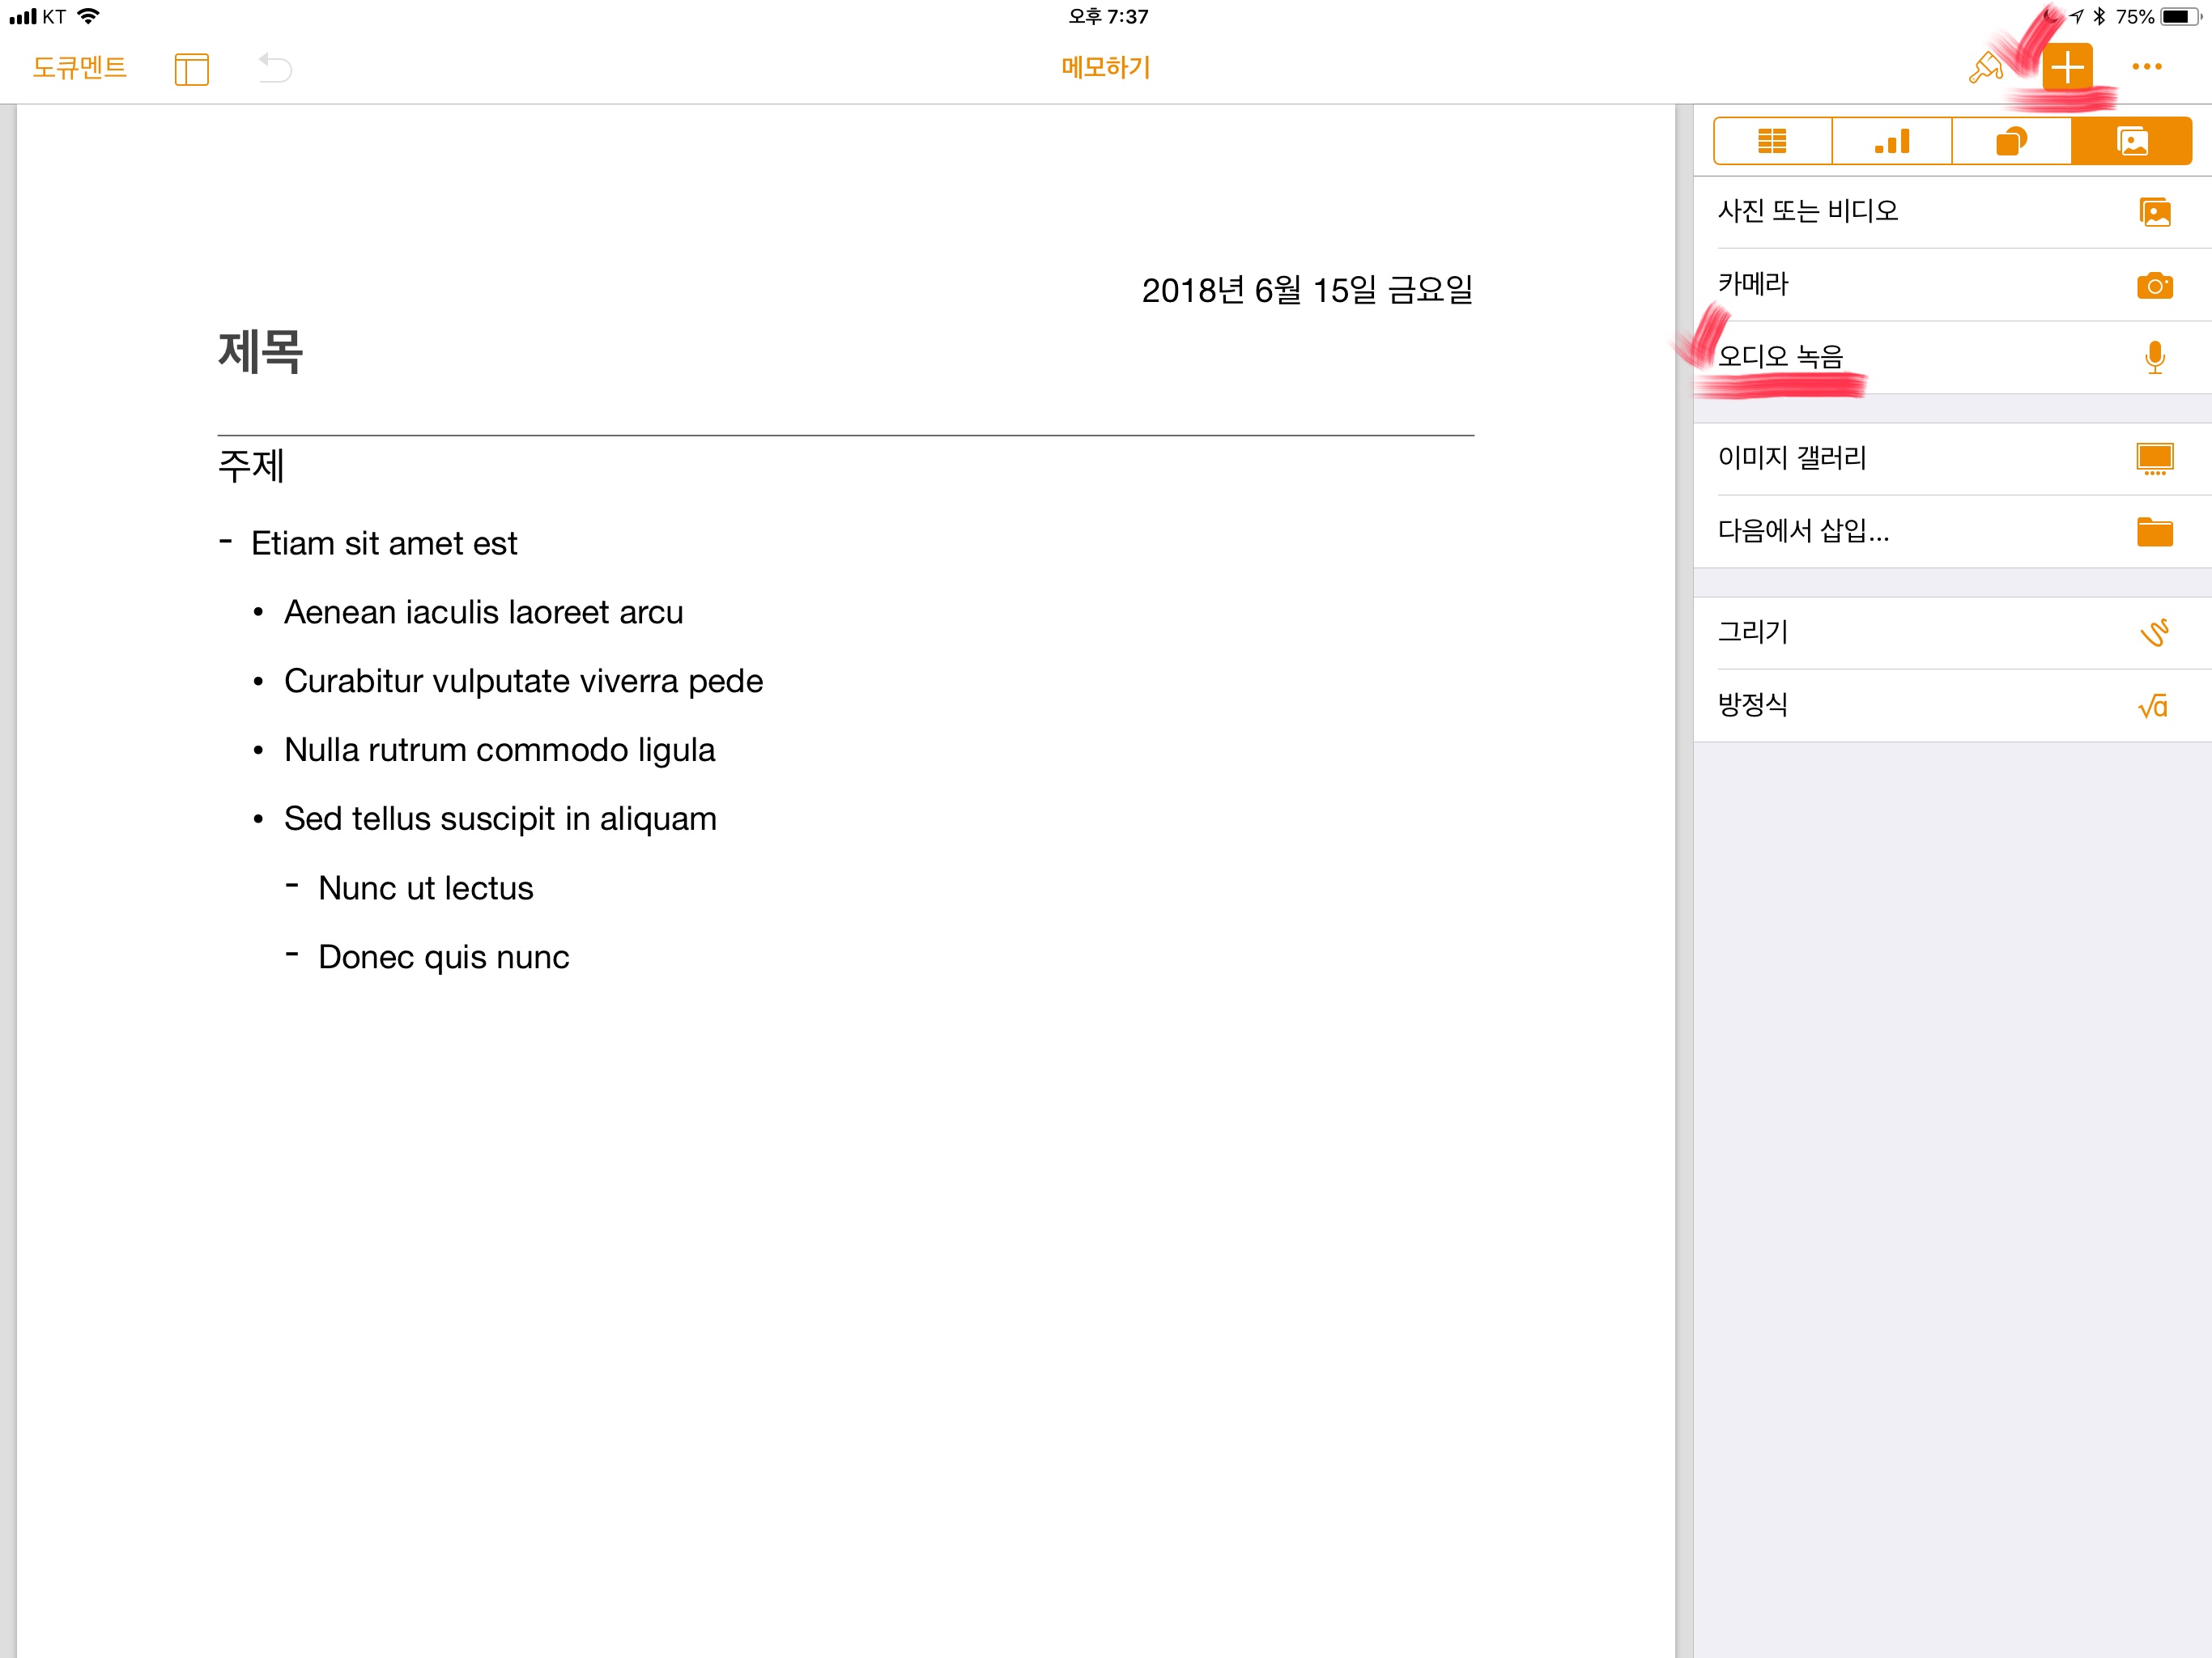 KT 오후 7:37 75%
도큐멘트 메모하기
사진 또는 비디오
카메라
오디오 녹음
이미지 갤러리
다음에서 삽입...
그리기
방정식
2018년 6월 15일 금요일
제목
주제
- Etiam sit amet est
• Aenean iaculis laoreet arcu
• Curabitur vulputate viverra pede
• Nulla rutrum commodo ligula
• Sed tellus suscipit in aliquam
- Nunc ut lectus
- Donec quis nunc